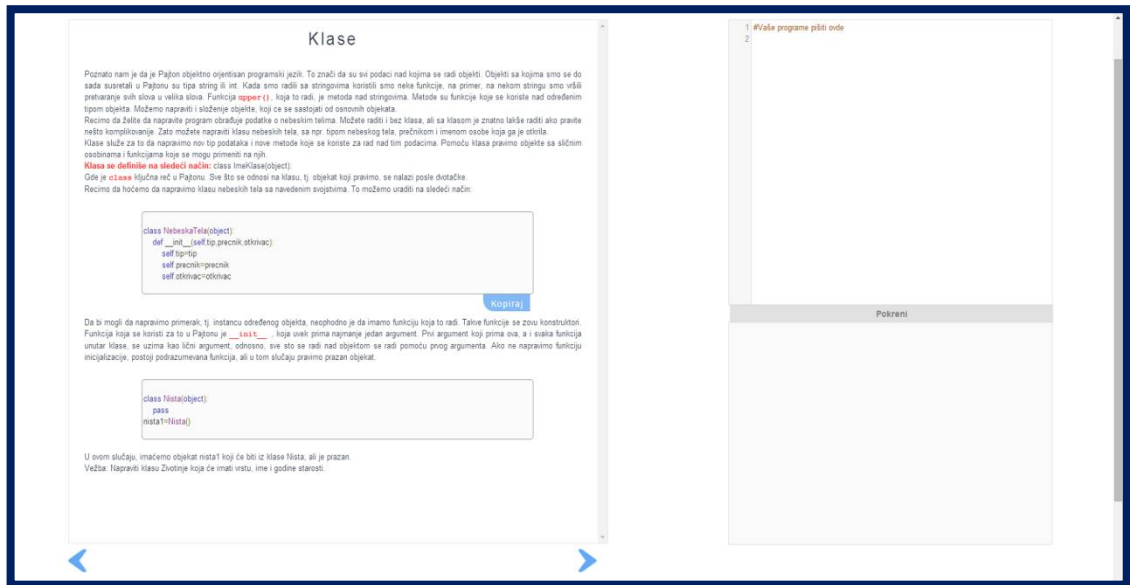 Klase
Poznato nam je da je Pajton objektno orjentisan programski jezik. To znači da su svi podaci nad kojima se radi objekti. Objekti sa kojima smo se do
sada susretali u Pajtonu su tipa string ili int. Kada smo radili sa stringovima koristili smo neke funkcije, na primer, na nekom stringu smo vršili
pretvaranje svih slova u velika slova. Funkcija upper(), koja to radi, je metoda nad stringovima. Metode su funkcije koje se koriste nad određenim
tipom objekta. Možemo napraviti i složenije objekte, koji ce se sastojati od osnovnih objekata.
Recimo da želite da napravite program obrađuje podatke o nebeskim telima. Možete raditi i bez klasa, ali sa klasom je znatno lakše raditi ako pravite
nešto komplikovanije. Zato možete napraviti klasu nebeskih tela, sa npr. tipom nebeskog tela, prečnikom i imenom osobe koja ga je otkrila.
Klase služe za to da napravimo nov tip podataka i nove metode koje se koriste za rad nad tim podacima. Pomoću klasa pravimo objekte sa sličnim
osobinama i funkcijama koje se mogu primeniti na njih.
Klasa se definiše na sledeći način: class ImeKlase(object):
Gde je class ključna reč u Pajtonu. Sve što se odnosi na klasu, tj. objekat koji pravimo, se nalazi posle dvotačke.
Recimo da hoćemo da napravimo klasu nebeskih tela sa navedenim svojstvima. To možemo uraditi na sledeći način:
class NebeskaTela(object):
def __init__(self,tip,precnik,otkrivac):
self.tip=tip
self.precnik=precnik
self.otkrivac=otkrivac
Kopiraj
Da bi mogli da napravimo primerak, tj. instancu određenog objekta, neophodno je da imamo funkciju koja to radi. Takve funkcije se zovu konstruktori.
Funkcija koja se koristi za to u Pajtonu je __init__ , koja uvek prima najmanje jedan argument. Prvi argument koji prima ova, a i svaka funkcija
unutar klase, se uzima kao lični argument, odnosno, sve sto se radi nad objektom se radi pomoću prvog argumenta. Ako ne napravimo funkciju
inicijalizacije, postoji podrazumevana funkcija, ali u tom slučaju pravimo prazan objekat.
class Nista(object):
pass
nista1=Nista()
U ovom slučaju, imaćemo objekat nista1 koji će biti iz klase Nista, ali je prazan.
Vežba: Napraviti klasu Zivotinje koja će imati vrstu, ime i godine starosti.
1 #Vaše programe pišiti ovde
2
Pokreni